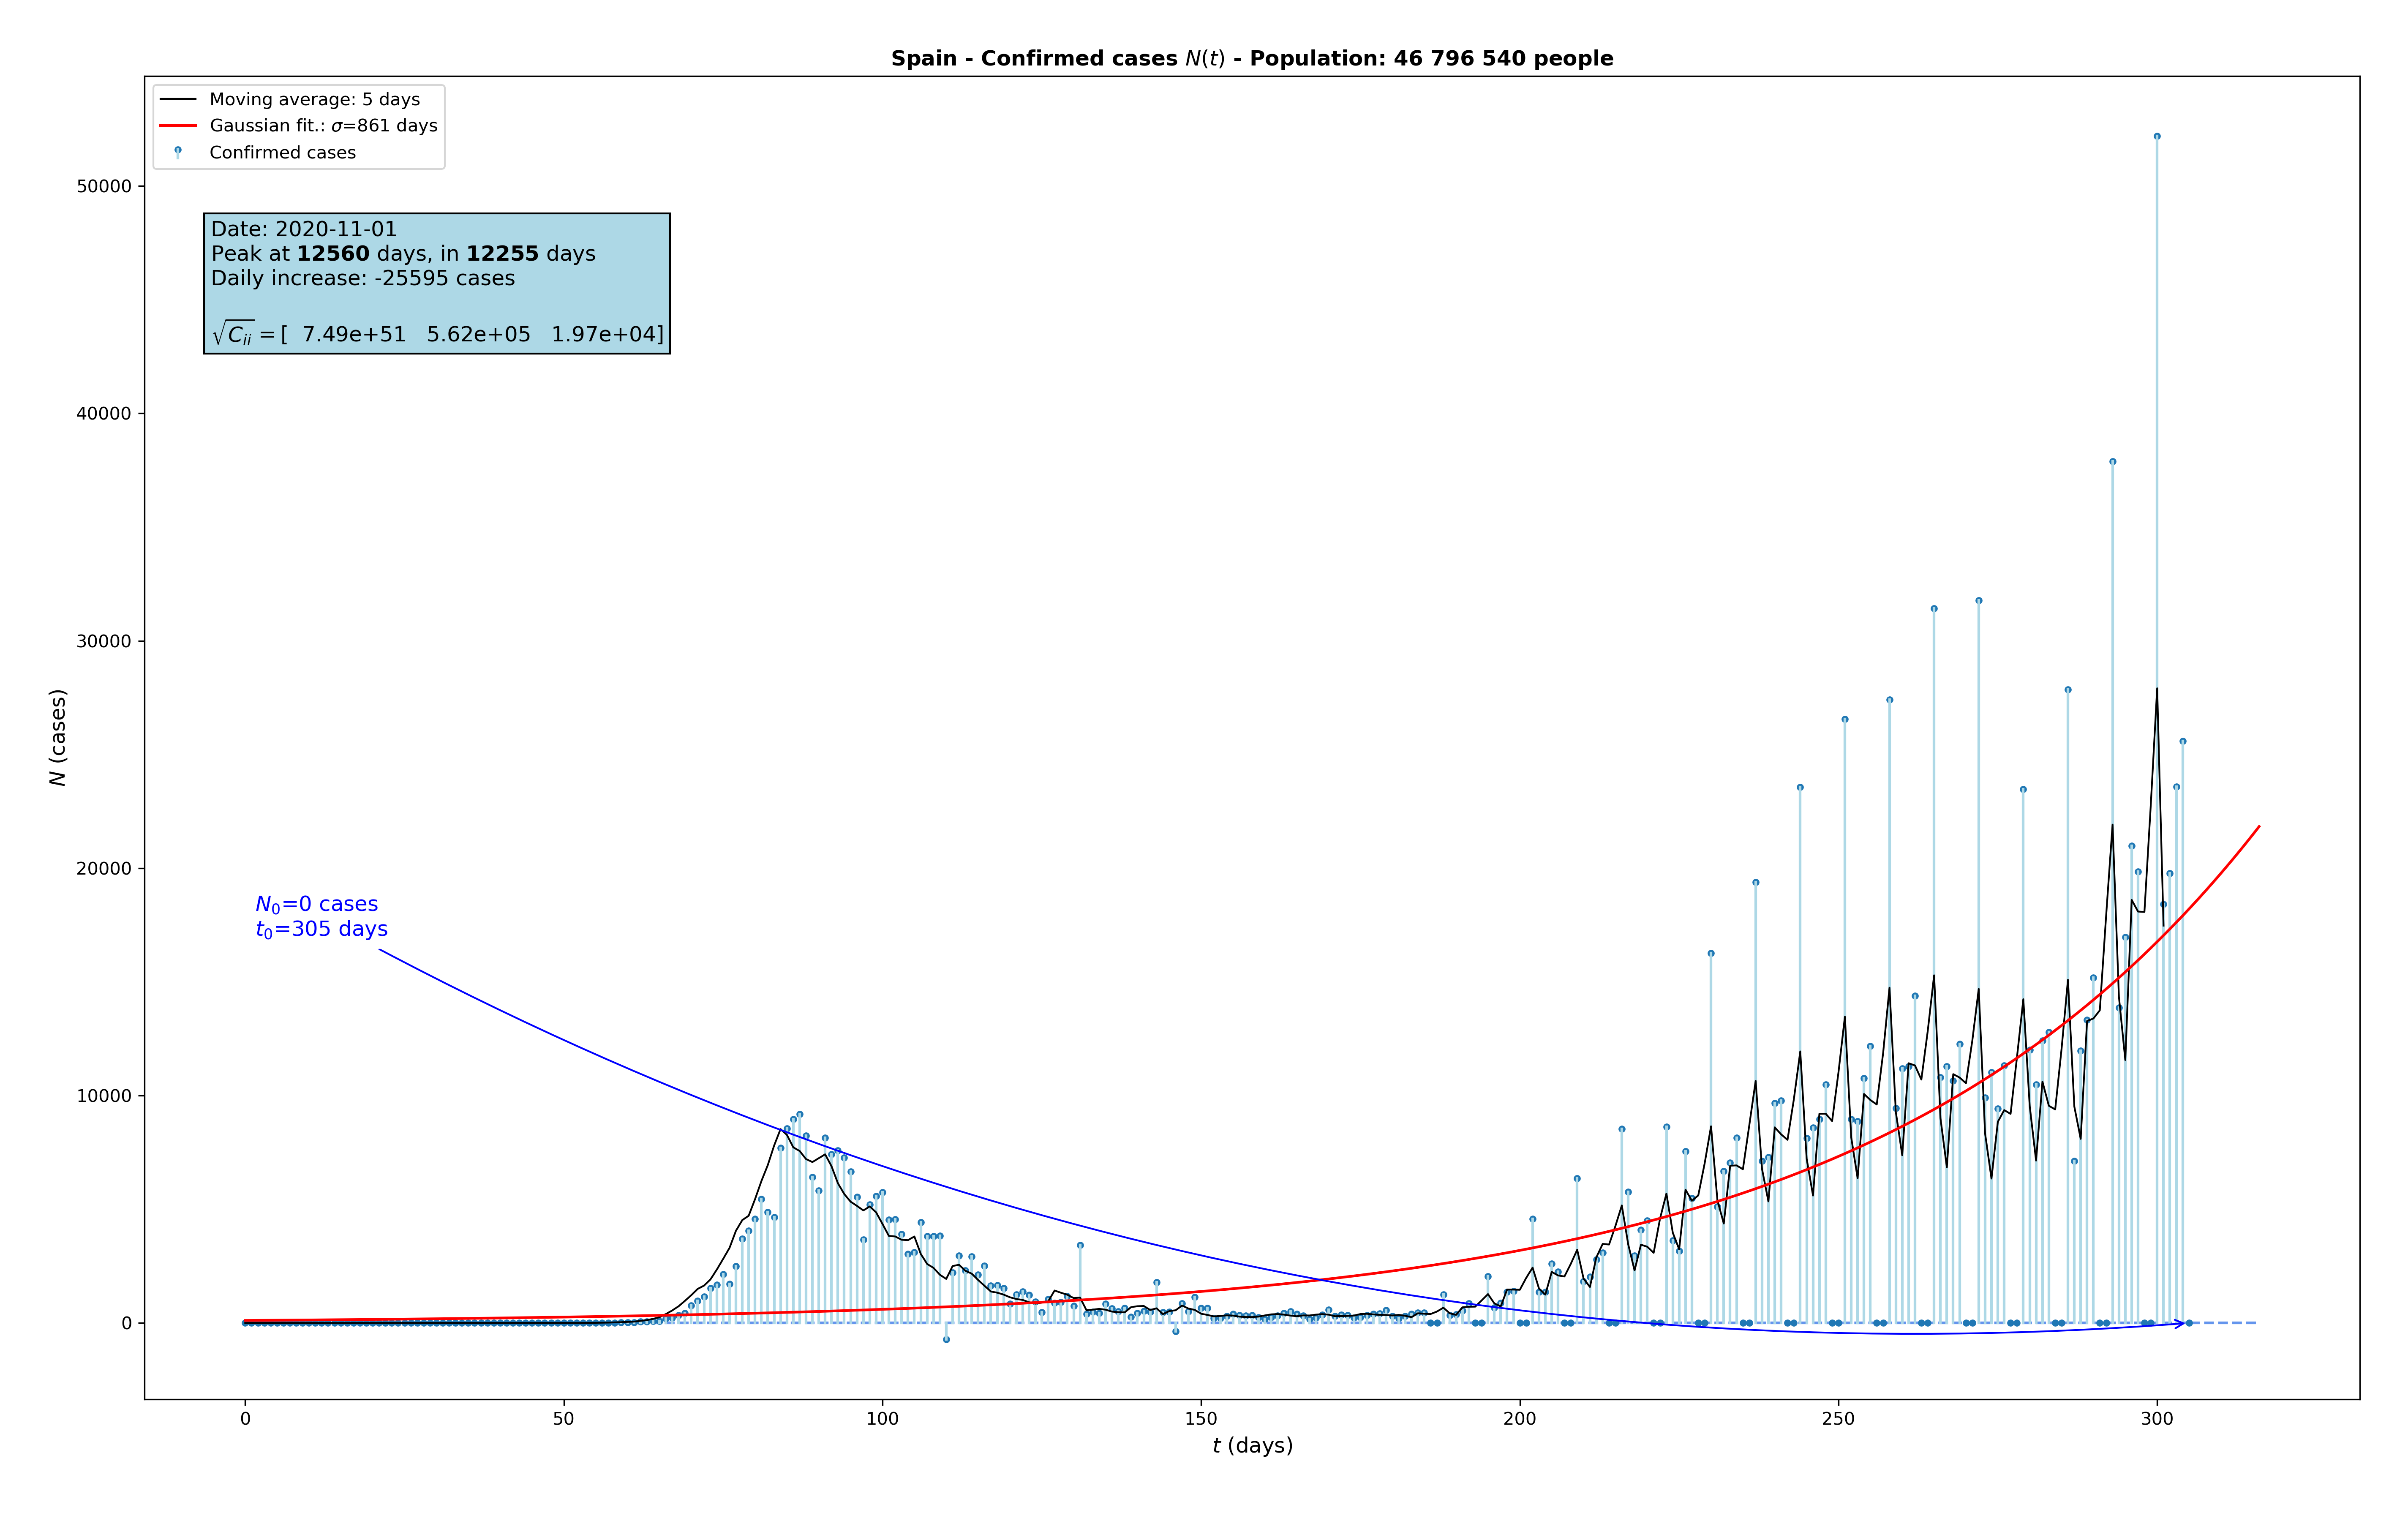 Spain - Confirmed cases N(t) - Population: 46 796 540 people
Moving average: 5 days
Gaussian fit.: σ=861 days
Confirmed cases
Date: 2020-11-01
Peak at 12560 days, in 12255 days
Daily increase: -25595 cases
√Cᵢᵢ = [ 7.49e+51 5.62e+05 1.97e+04]
N₀=0 cases
t₀=305 days
N (cases)
50000
40000
30000
20000
10000
0
0 50 100 150 200 250 300
t (days)